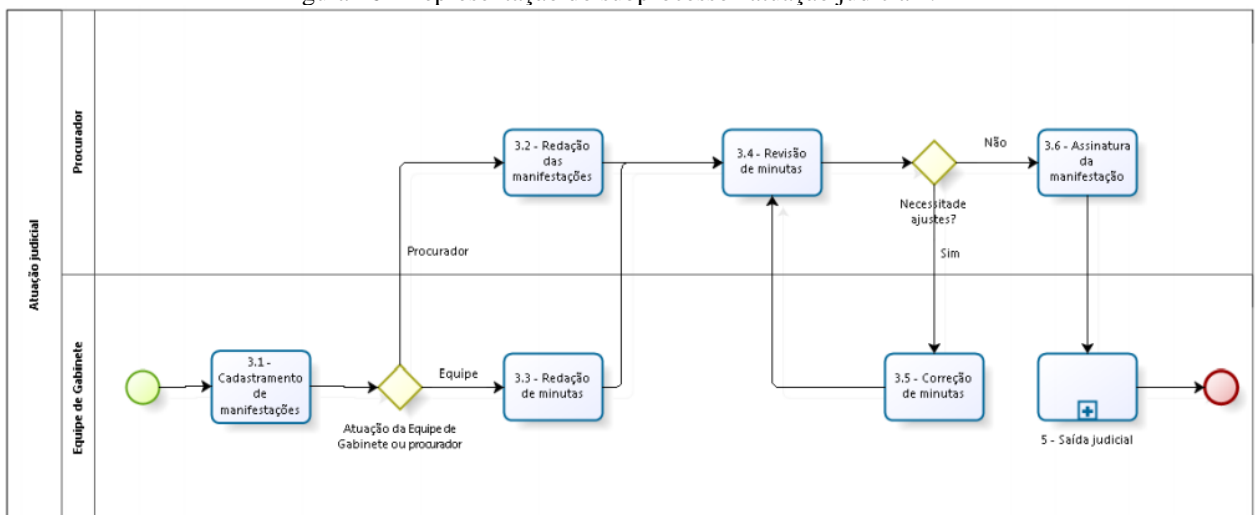 Atuação judicial
Procurador
3.2 - Redação
das
manifestações
3.4 - Revisão
de minutas
Necessitade
ajustes?
Não
3.6 - Assinatura
da
manifestação
Procurador
Sim
Equipe de Gabinete
3.1 -
Cadastramento
de
manifestações
Atuação da Equipe de
Gabinete ou procurador
Equipe
3.3 - Redação
de minutas
3.5 - Correção
de minutas
5 - Saída judicial